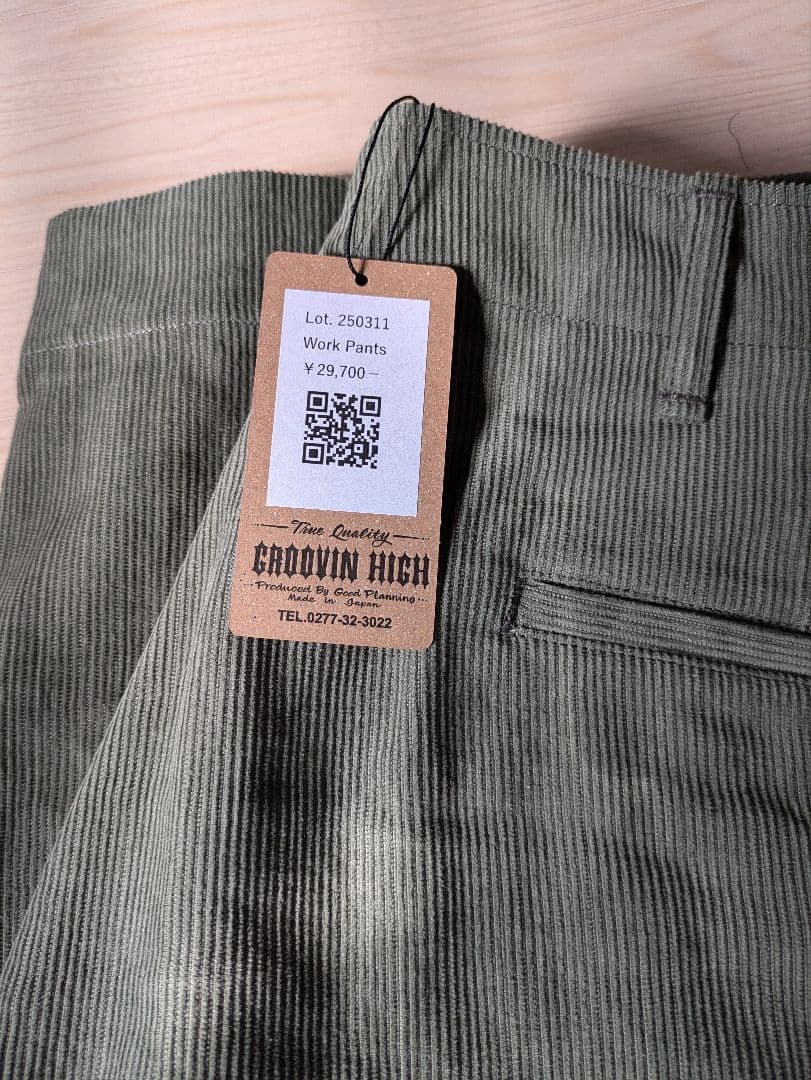 Lot. 250311
Work Pants
￥29,700－
True Quality
GROOVIN HIGH
Produced By Good Planning
Made in Japan
TEL.0277-32-3022